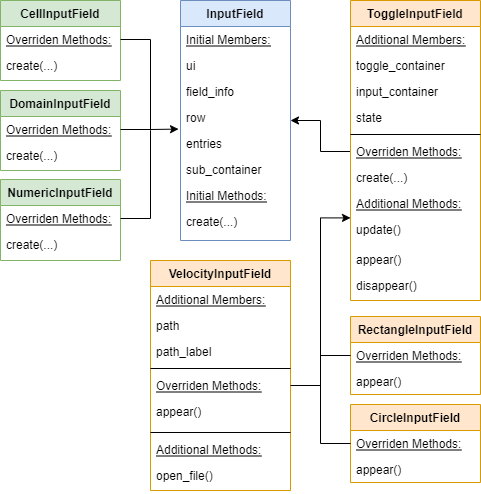 CellInputField
Overriden Methods:
create(...)
DomainInputField
Overriden Methods:
create(...)
NumericInputField
Overriden Methods:
create(...)
InputField
Initial Members:
ui
field_info
row
entries
sub_container
Initial Methods:
create(...)
ToggleInputField
Additional Members:
toggle_container
input_container
state
Overriden Methods:
create(...)
Additional Methods:
update()
appear()
disappear()
VelocityInputField
Additional Members:
path
path_label
Overriden Methods:
appear()
Additional Methods:
open_file()
RectangleInputField
Overriden Methods:
appear()
CircleInputField
Overriden Methods:
appear()